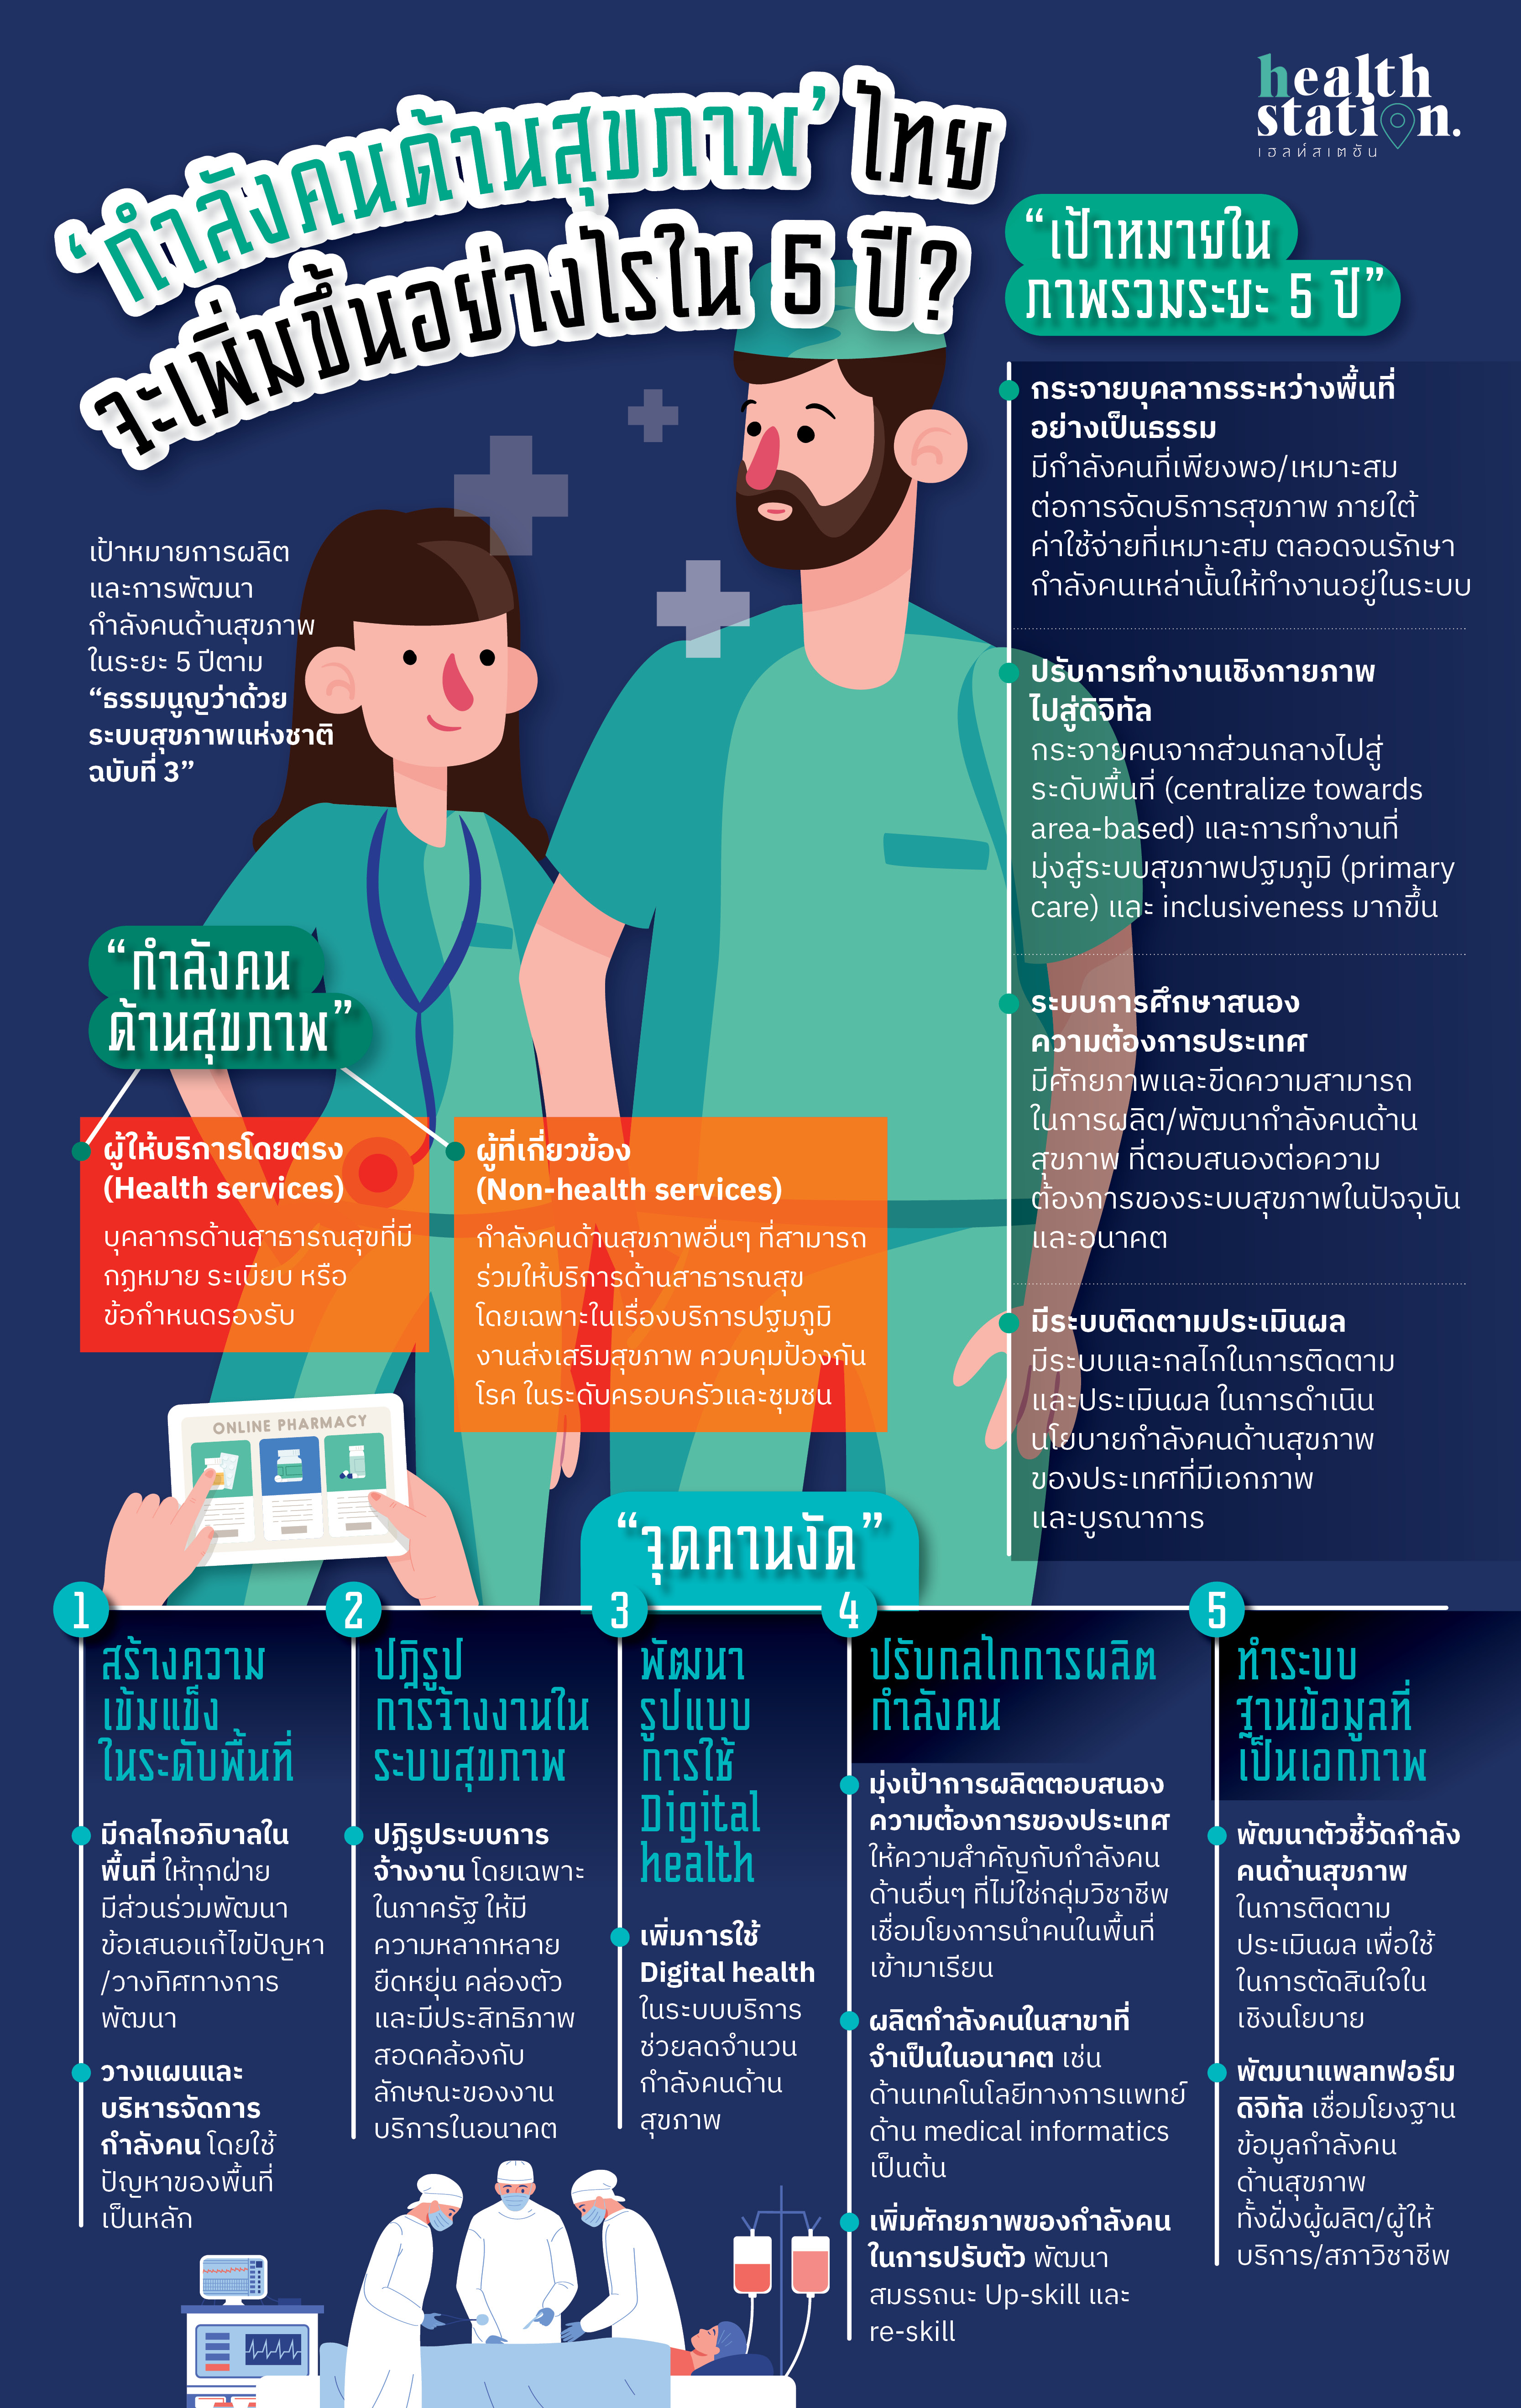 health
station.
เฮลท์สเตชัน
‘กำลังคนด้านสุขภาพ’ ไทย
จะเพิ่มขึ้นอย่างไรใน 5 ปี?
เป้าหมายการผลิต
และการพัฒนา
กำลังคนด้านสุขภาพ
ในระยะ 5 ปีตาม
“ธรรมนูญว่าด้วย
ระบบสุขภาพแห่งชาติ
ฉบับที่ 3”
“เป้าหมายใน
ภาพรวมระยะ 5 ปี”
กระจายบุคลากรระหว่างพื้นที่
อย่างเป็นธรรม
มีกำลังคนที่เพียงพอ/เหมาะสม
ต่อการจัดบริการสุขภาพ ภายใต้
ค่าใช้จ่ายที่เหมาะสม ตลอดจนรักษา
กำลังคนเหล่านั้นให้ทำงานอยู่ในระบบ
ปรับการทำงานเชิงกายภาพ
ไปสู่ดิจิทัล
กระจายคนจากส่วนกลางไปสู่
ระดับพื้นที่ (centralize towards
area-based) และการทำงานที่
มุ่งสู่ระบบสุขภาพปฐมภูมิ (primary
care) และ inclusiveness มากขึ้น
ระบบการศึกษาสนอง
ความต้องการประเทศ
มีศักยภาพและขีดความสามารถ
ในการผลิต/พัฒนากำลังคนด้าน
สุขภาพ ที่ตอบสนองต่อความ
ต้องการของระบบสุขภาพในปัจจุบัน
และอนาคต
มีระบบติดตามประเมินผล
มีระบบและกลไกในการติดตาม
และประเมินผล ในการดำเนิน
นโยบายกำลังคนด้านสุขภาพ
ของประเทศที่มีเอกภาพ
และบูรณาการ
“กำลังคน
ด้านสุขภาพ”
ผู้ให้บริการโดยตรง
(Health services)
บุคลากรด้านสาธารณสุขที่มี
กฎหมาย ระเบียบ หรือ
ข้อกำหนดรองรับ
ผู้ที่เกี่ยวข้อง
(Non-health services)
กำลังคนด้านสุขภาพอื่นๆ ที่สามารถ
ร่วมให้บริการด้านสาธารณสุข
โดยเฉพาะในเรื่องบริการปฐมภูมิ
งานส่งเสริมสุขภาพ ควบคุมป้องกัน
โรค ในระดับครอบครัวและชุมชน
ONLINE PHARMACY
“จุดคานงัด”
1
สร้างความ
เข้มแข็ง
ในระดับพื้นที่
มีกลไกอภิบาลใน
พื้นที่ ให้ทุกฝ่าย
มีส่วนร่วมพัฒนา
ข้อเสนอแก้ไขปัญหา
/วางทิศทางการ
พัฒนา
วางแผนและ
บริหารจัดการ
กำลังคน โดยใช้
ปัญหาของพื้นที่
เป็นหลัก
2
ปฎิรูป
การจ้างงานใน
ระบบสุขภาพ
ปฏิรูประบบการ
จ้างงาน โดยเฉพาะ
ในภาครัฐ ให้มี
ความหลากหลาย
ยืดหยุ่น คล่องตัว
และมีประสิทธิภาพ
สอดคล้องกับ
ลักษณะของงาน
บริการในอนาคต
3
พัฒนา
รูปแบบ
การใช้
Digital
health
เพิ่มการใช้
Digital health
ในระบบบริการ
ช่วยลดจำนวน
กำลังคนด้าน
สุขภาพ
4
ปรับกลไกการผลิต
กำลังคน
มุ่งเป้าการผลิตตอบสนอง
ความต้องการของประเทศ
ให้ความสำคัญกับกำลังคน
ด้านอื่นๆ ที่ไม่ใช่กลุ่มวิชาชีพ
เชื่อมโยงการนำคนในพื้นที่
เข้ามาเรียน
ผลิตกำลังคนในสาขาที่
จำเป็นในอนาคต เช่น
ด้านเทคโนโลยีทางการแพทย์
ด้าน medical informatics
เป็นต้น
เพิ่มศักยภาพของกำลังคน
ในการปรับตัว พัฒนา
สมรรถนะ Up-skill และ
re-skill
5
ทำระบบ
ฐานข้อมูลที่
เป็นเอกภาพ
พัฒนาตัวชี้วัดกำลัง
คนด้านสุขภาพ
ในการติดตาม
ประเมินผล เพื่อใช้
ในการตัดสินใจใน
เชิงนโยบาย
พัฒนาแพลทฟอร์ม
ดิจิทัล เชื่อมโยงฐาน
ข้อมูลกำลังคน
ด้านสุขภาพ
ทั้งฝั่งผู้ผลิต/ผู้ให้
บริการ/สภาวิชาชีพ